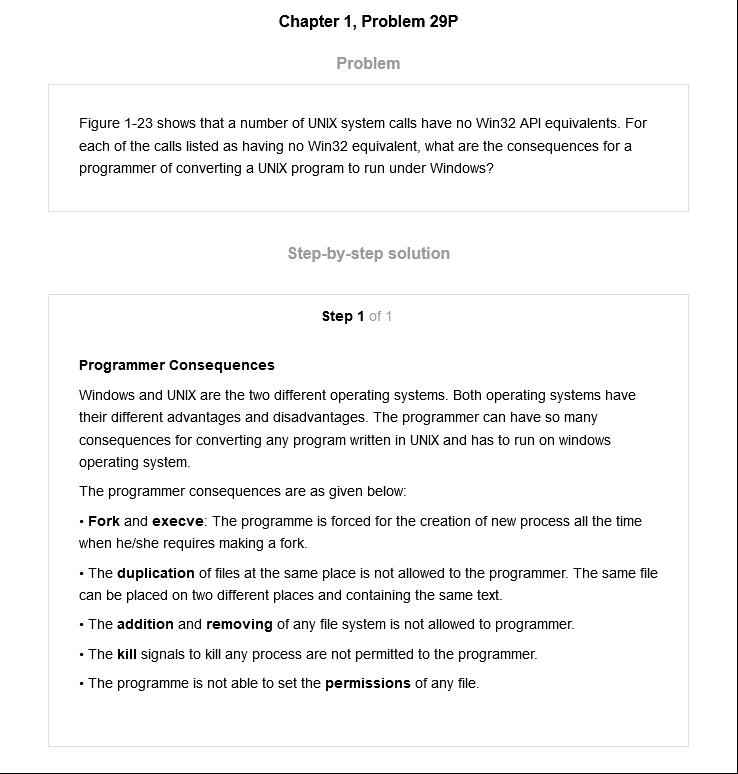 Chapter 1, Problem 29P
Problem
Figure 1-23 shows that a number of UNIX system calls have no Win32 API equivalents. For
each of the calls listed as having no Win32 equivalent, what are the consequences for a
programmer of converting a UNIX program to run under Windows?
Step-by-step solution
Step 1 of 1
Programmer Consequences
Windows and UNIX are the two different operating systems. Both operating systems have
their different advantages and disadvantages. The programmer can have so many
consequences for converting any program written in UNIX and has to run on windows
operating system.
The programmer consequences are as given below:
• Fork and execve: The programme is forced for the creation of new process all the time
when he/she requires making a fork.
• The duplication of files at the same place is not allowed to the programmer. The same file
can be placed on two different places and containing the same text.
• The addition and removing of any file system is not allowed to programmer.
• The kill signals to kill any process are not permitted to the programmer.
• The programme is not able to set the permissions of any file.